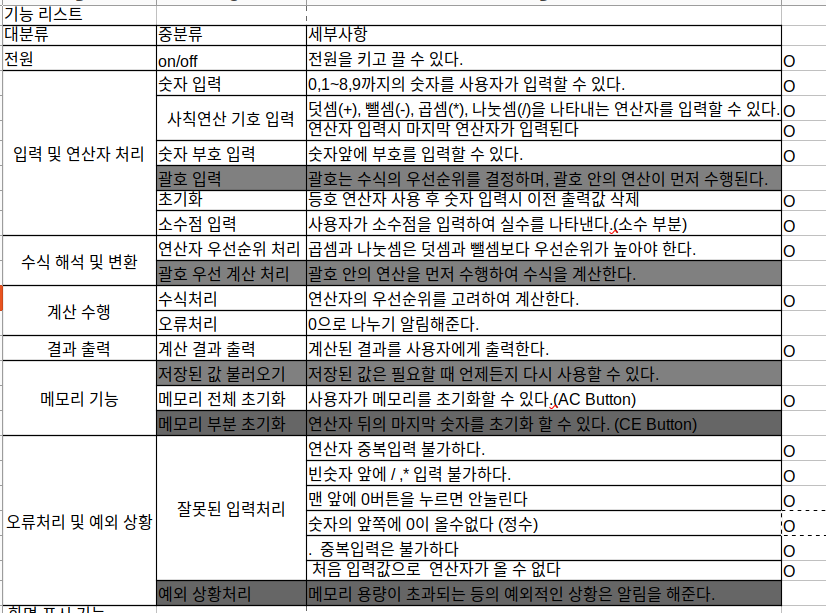 기능 리스트
대분류 중분류 세부사항
전원 on/off 전원을 키고 끌 수 있다. O
입력 및 연산자 처리 숫자 입력 0,1~8,9까지의 숫자를 사용자가 입력할 수 있다. O
사칙연산 기호 입력 덧셈(+), 뺄셈(-), 곱셈(*), 나눗셈(/)을 나타내는 연산자를 입력할 수 있다. O
연산자 입력시 마지막 연산자가 입력된다 O
숫자 부호 입력 숫자앞에 부호를 입력할 수 있다. O
괄호 입력 괄호는 수식의 우선순위를 결정하며, 괄호 안의 연산이 먼저 수행된다.
초기화 등호 연산자 사용 후 숫자 입력시 이전 출력값 삭제 O
소수점 입력 사용자가 소수점을 입력하여 실수를 나타낸다.(소수 부분) O
수식 해석 및 변환 연산자 우선순위 처리 곱셈과 나눗셈은 덧셈과 뺄셈보다 우선순위가 높아야 한다. O
괄호 우선 계산 처리 괄호 안의 연산을 먼저 수행하여 수식을 계산한다.
계산 수행 수식처리 연산자의 우선순위를 고려하여 계산한다. O
오류처리 0으로 나누기 알림해준다.
결과 출력 계산 결과 출력 계산된 결과를 사용자에게 출력한다. O
메모리 기능 저장된 값 불러오기 저장된 값은 필요할 때 언제든지 다시 사용할 수 있다.
메모리 전체 초기화 사용자가 메모리를 초기화할 수 있다.(AC Button) O
메모리 부분 초기화 연산자 뒤의 마지막 숫자를 초기화 할 수 있다. (CE Button)
오류처리 및 예외 상황 잘못된 입력처리 연산자 중복입력 불가하다. O
빈숫자 앞에 / ,* 입력 불가하다. O
맨 앞에 0버튼을 누르면 안눌린다 O
숫자의 앞쪽에 0이 올수없다 (정수) O
. 중복입력은 불가하다 O
처음 입력값으로 연산자가 올 수 없다 O
예외 상황처리 메모리 용량이 초과되는 등의 예외적인 상황은 알림을 해준다.